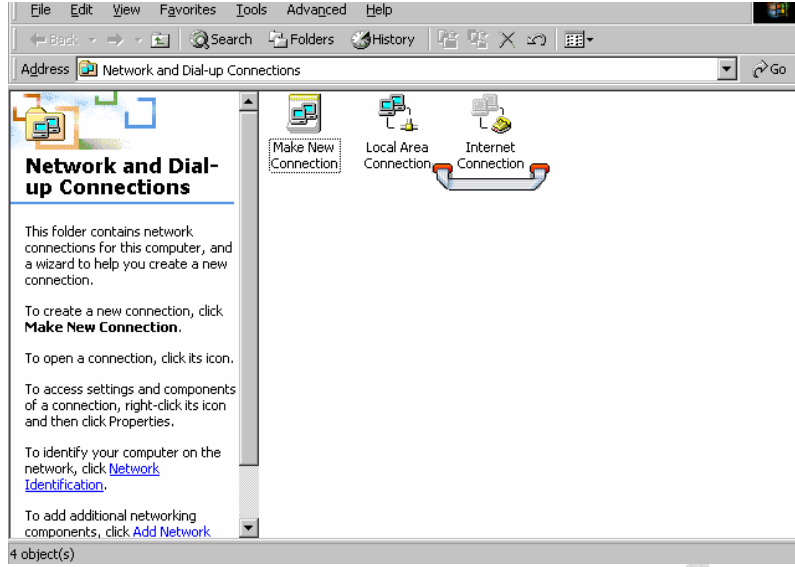 File Edit View Favorites Tools Advanced Help
Back Search Folders History
Address Network and Dial-up Connections Go
Make New Connection
Local Area Connection
Internet Connection
Network and Dial-
up Connections
This folder contains network
connections for this computer, and
a wizard to help you create a new
connection.
To create a new connection, click
Make New Connection.
To open a connection, click its icon.
To access settings and components
of a connection, right-click its icon
and then click Properties.
To identify your computer on the
network, click Network
Identification.
To add additional networking
components, click Add Network
4 object(s)